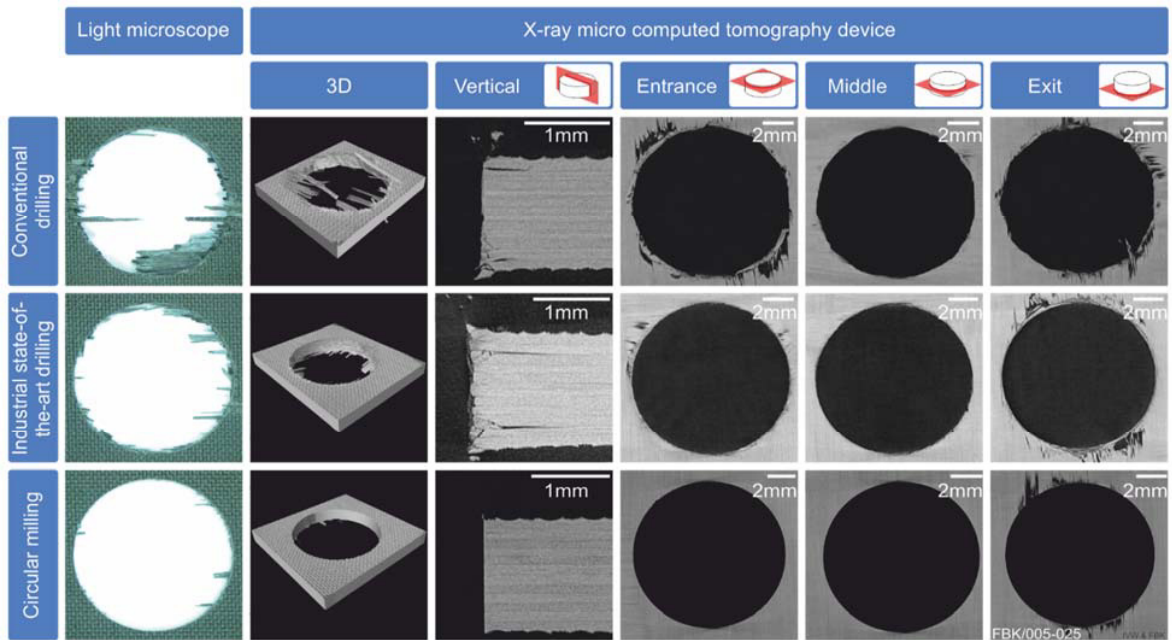 Light microscope
X-ray micro computed tomography device
3D
Vertical
Entrance
Middle
Exit
Conventional
drilling
1mm
2mm
2mm
2mm
Industrial state-of-
the-art drilling
1mm
2mm
2mm
2mm
Circular milling
1mm
2mm
2mm
2mm
FBK/005-025